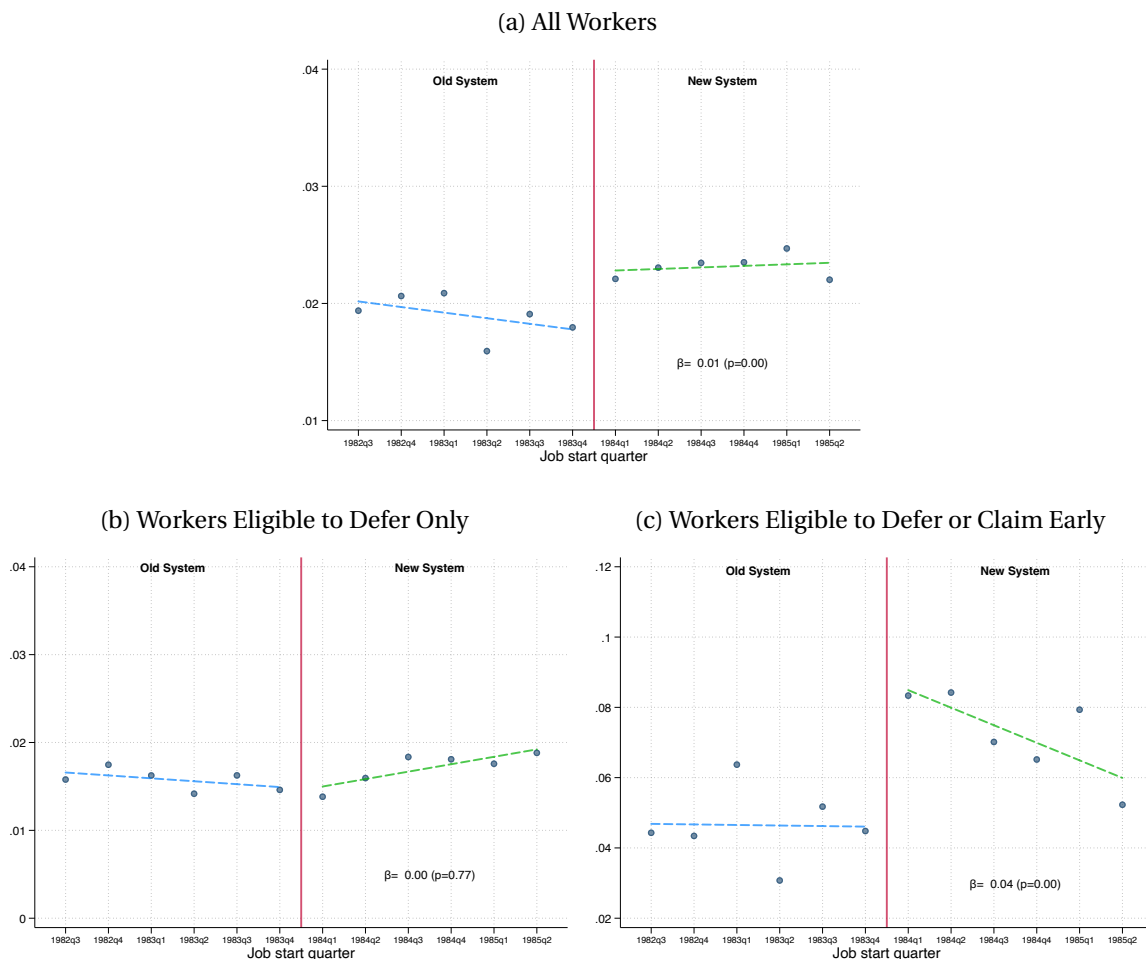 (a) All Workers
Old System New System
.04
.03
.02
.01
β= 0.01 (p=0.00)
1982q3 1982q4 1983q1 1983q2 1983q3 1983q4 1984q1 1984q2 1984q3 1984q4 1985q1 1985q2
Job start quarter
(b) Workers Eligible to Defer Only
Old System New System
.04
.03
.02
.01
0
β= 0.00 (p=0.77)
1982q3 1982q4 1983q1 1983q2 1983q3 1983q4 1984q1 1984q2 1984q3 1984q4 1985q1 1985q2
Job start quarter
(c) Workers Eligible to Defer or Claim Early
Old System New System
.12
.1
.08
.06
.04
.02
β= 0.04 (p=0.00)
1982q3 1982q4 1983q1 1983q2 1983q3 1983q4 1984q1 1984q2 1984q3 1984q4 1985q1 1985q2
Job start quarter